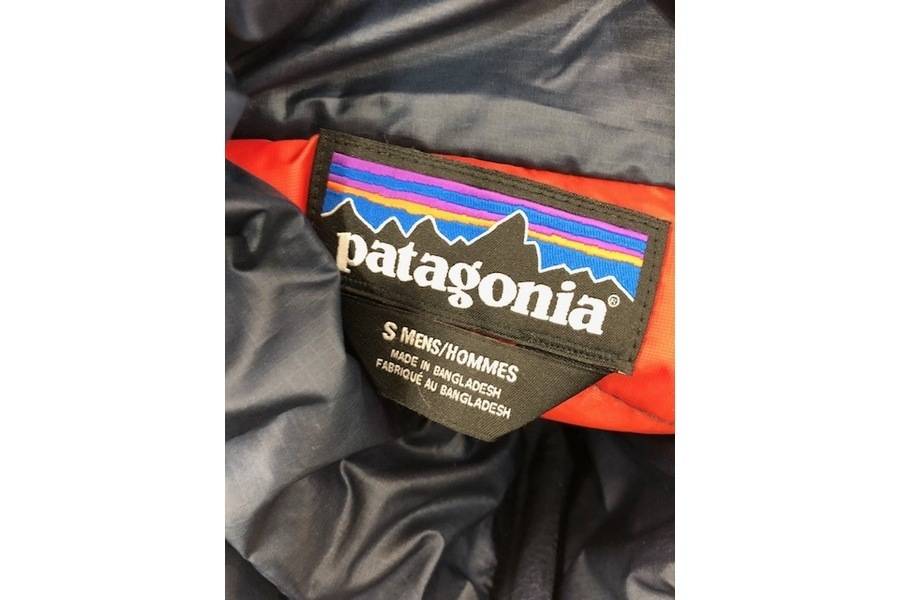 patagonia®
S MENS/HOMMES
MADE IN BANGLADESH
FABRIQUÉ AU BANGLADESH